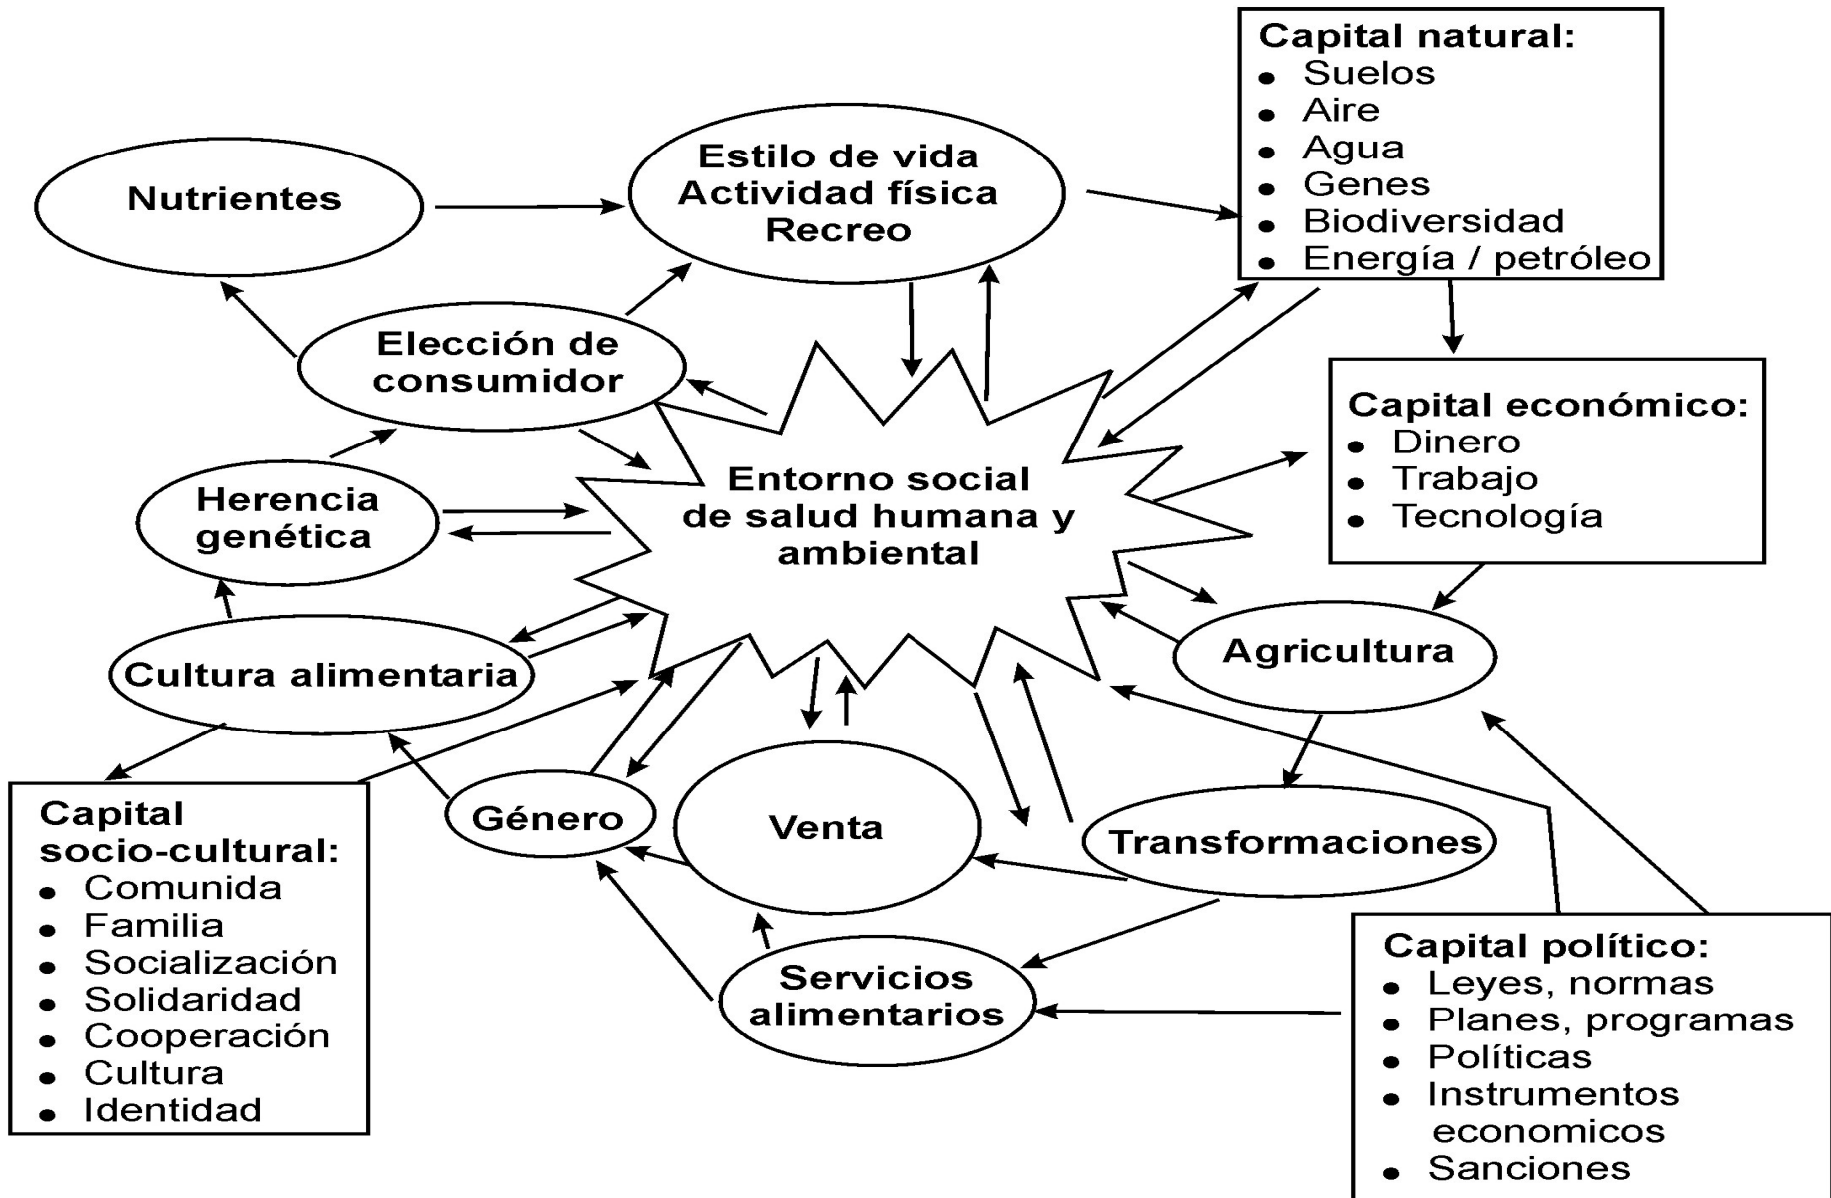 Capital natural:
• Suelos
• Aire
• Agua
• Genes
• Biodiversidad
• Energía / petróleo
Estilo de vida
Actividad física
Recreo
Nutrientes
Elección de
consumidor
Capital económico:
• Dinero
• Trabajo
• Tecnología
Entorno social
de salud humana y
ambiental
Herencia
genética
Cultura alimentaria
Agricultura
Género
Venta
Transformaciones
Capital
socio-cultural:
• Comunida
• Familia
• Socialización
• Solidaridad
• Cooperación
• Cultura
• Identidad
Servicios
alimentarios
Capital político:
• Leyes, normas
• Planes, programas
• Políticas
• Instrumentos
economicos
• Sanciones